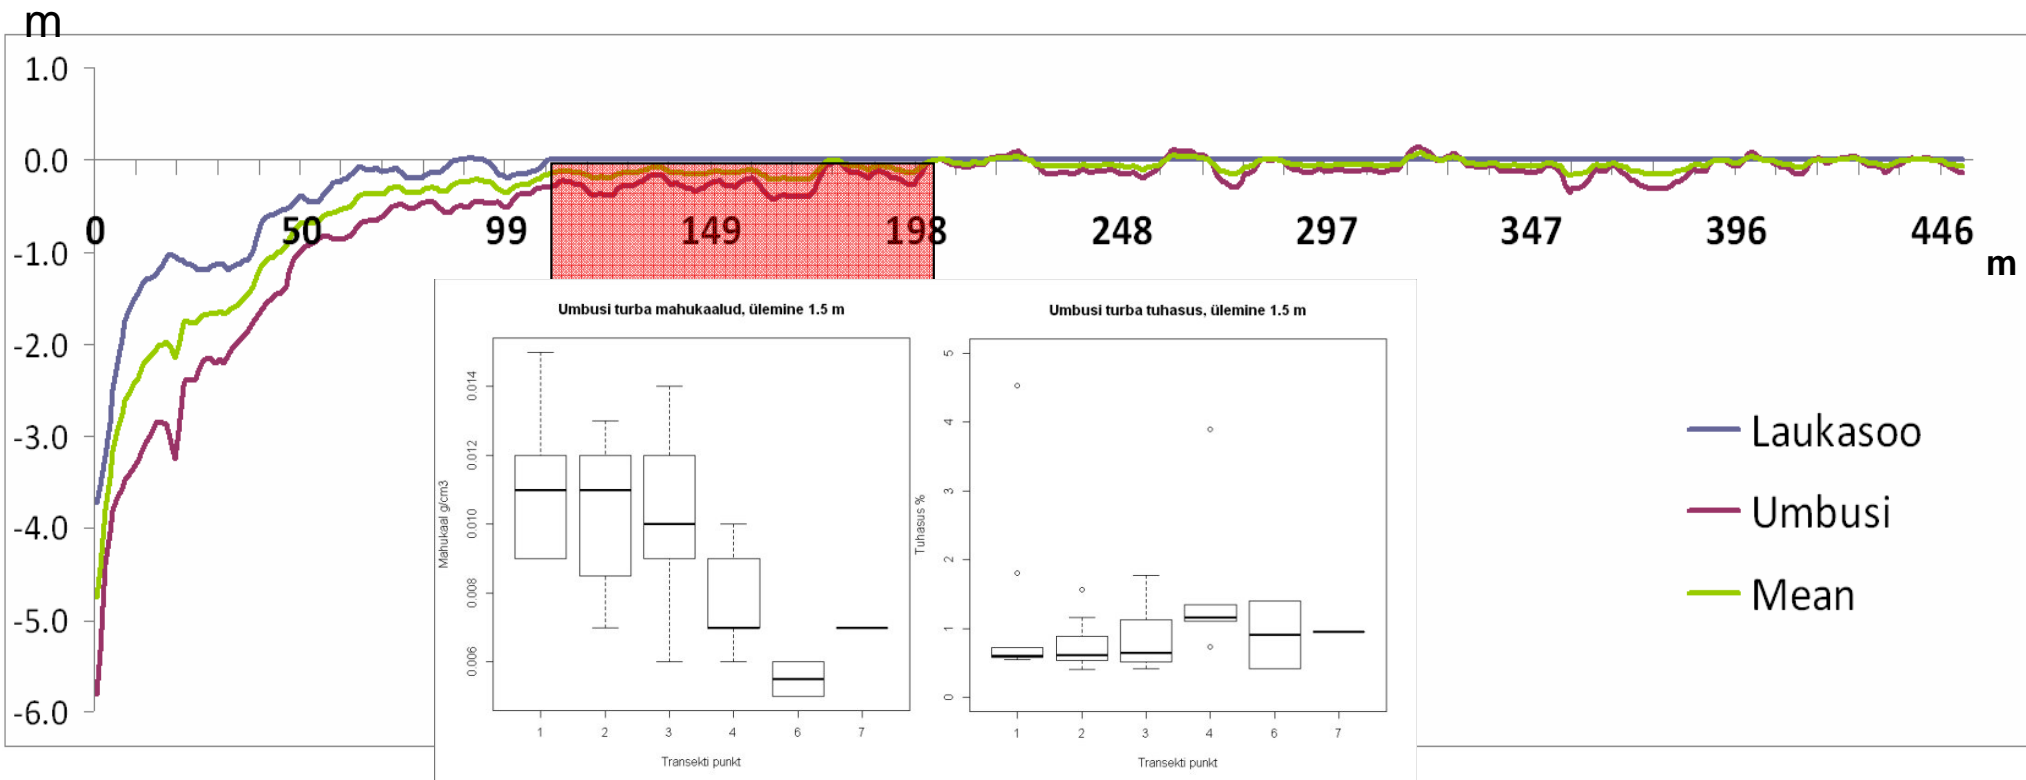 m
1.0
0.0
0 50 99 149 198 248 297 347 396 446
-1.0
m
-2.0
-3.0
-4.0
-5.0
-6.0
Laukasoo
Umbusi
Mean
Umbusi turba mahukaalud, ülemine 1.5 m
Mahukaal g/cm3
0.014
0.012
0.010
0.008
0.006
1 2 3 4 6 7
Transekti punkt
Umbusi turba tuhasus, ülemine 1.5 m
Tuhasus %
5
4
3
2
1
0
1 2 3 4 6 7
Transekti punkt